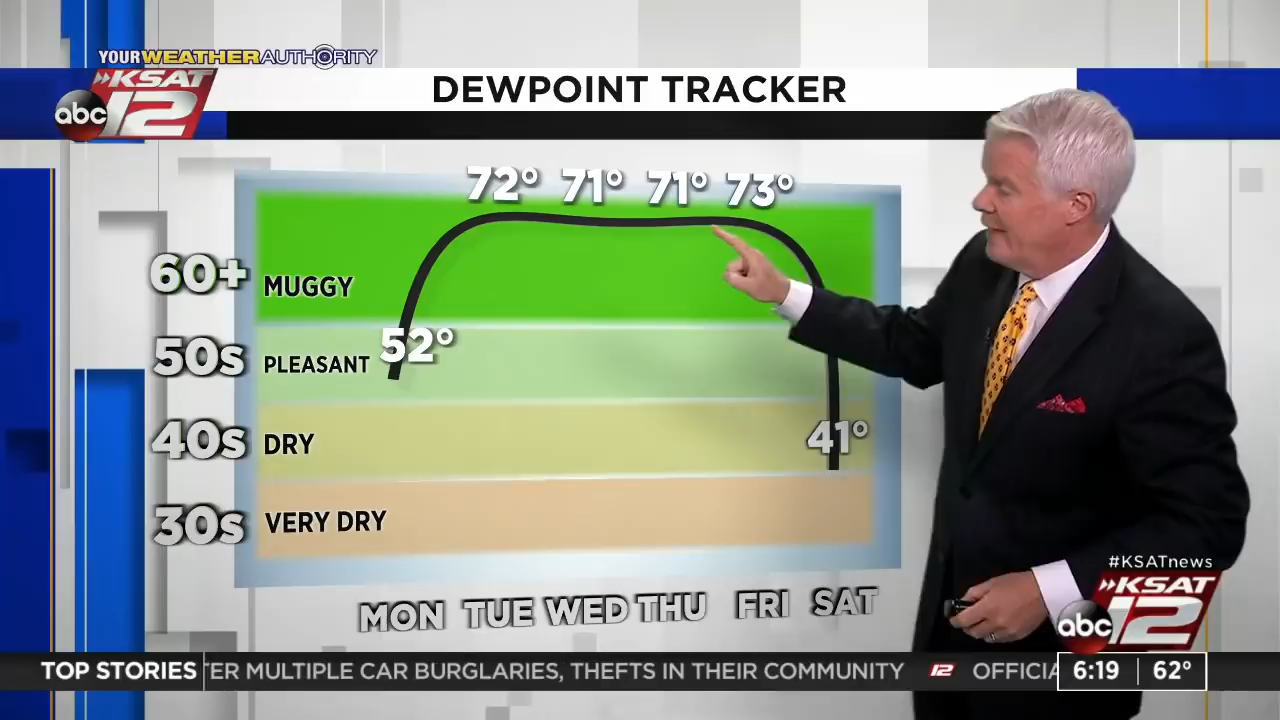 YOUR WEATHER AUTHORITY
KSAT
abc 12
DEWPOINT TRACKER
72° 71° 71° 73°
60+ MUGGY
50s PLEASANT 52°
40s DRY 41°
30s VERY DRY
MON TUE WED THU FRI SAT
#KSATnews
KSAT
abc 12
TOP STORIES TER MULTIPLE CAR BURGLARIES, THEFTS IN THEIR COMMUNITY 12 OFFICIA 6:19 62°